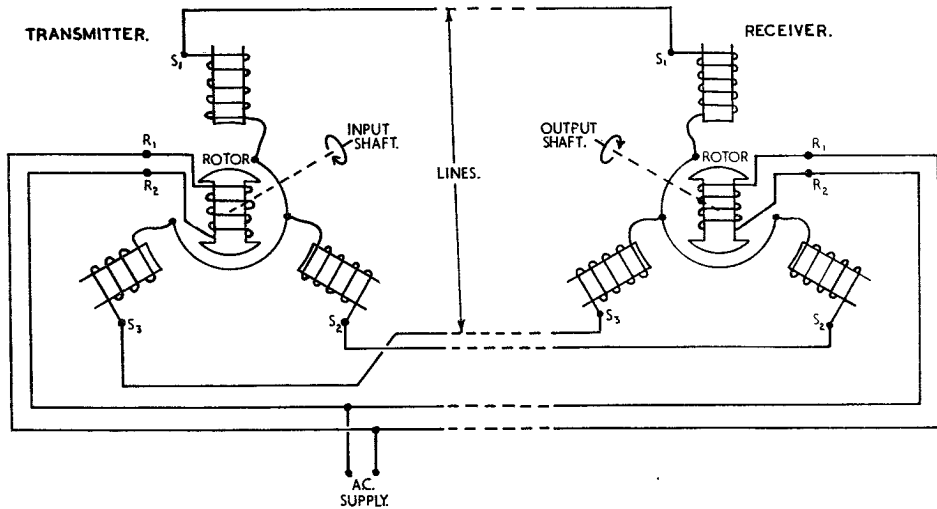 TRANSMITTER.
RECEIVER.
S1
S1
INPUT
SHAFT.
OUTPUT
SHAFT.
R1
ROTOR
ROTOR
R1
R2
LINES.
R2
S3
S2
S3
S2
A.C.
SUPPLY.